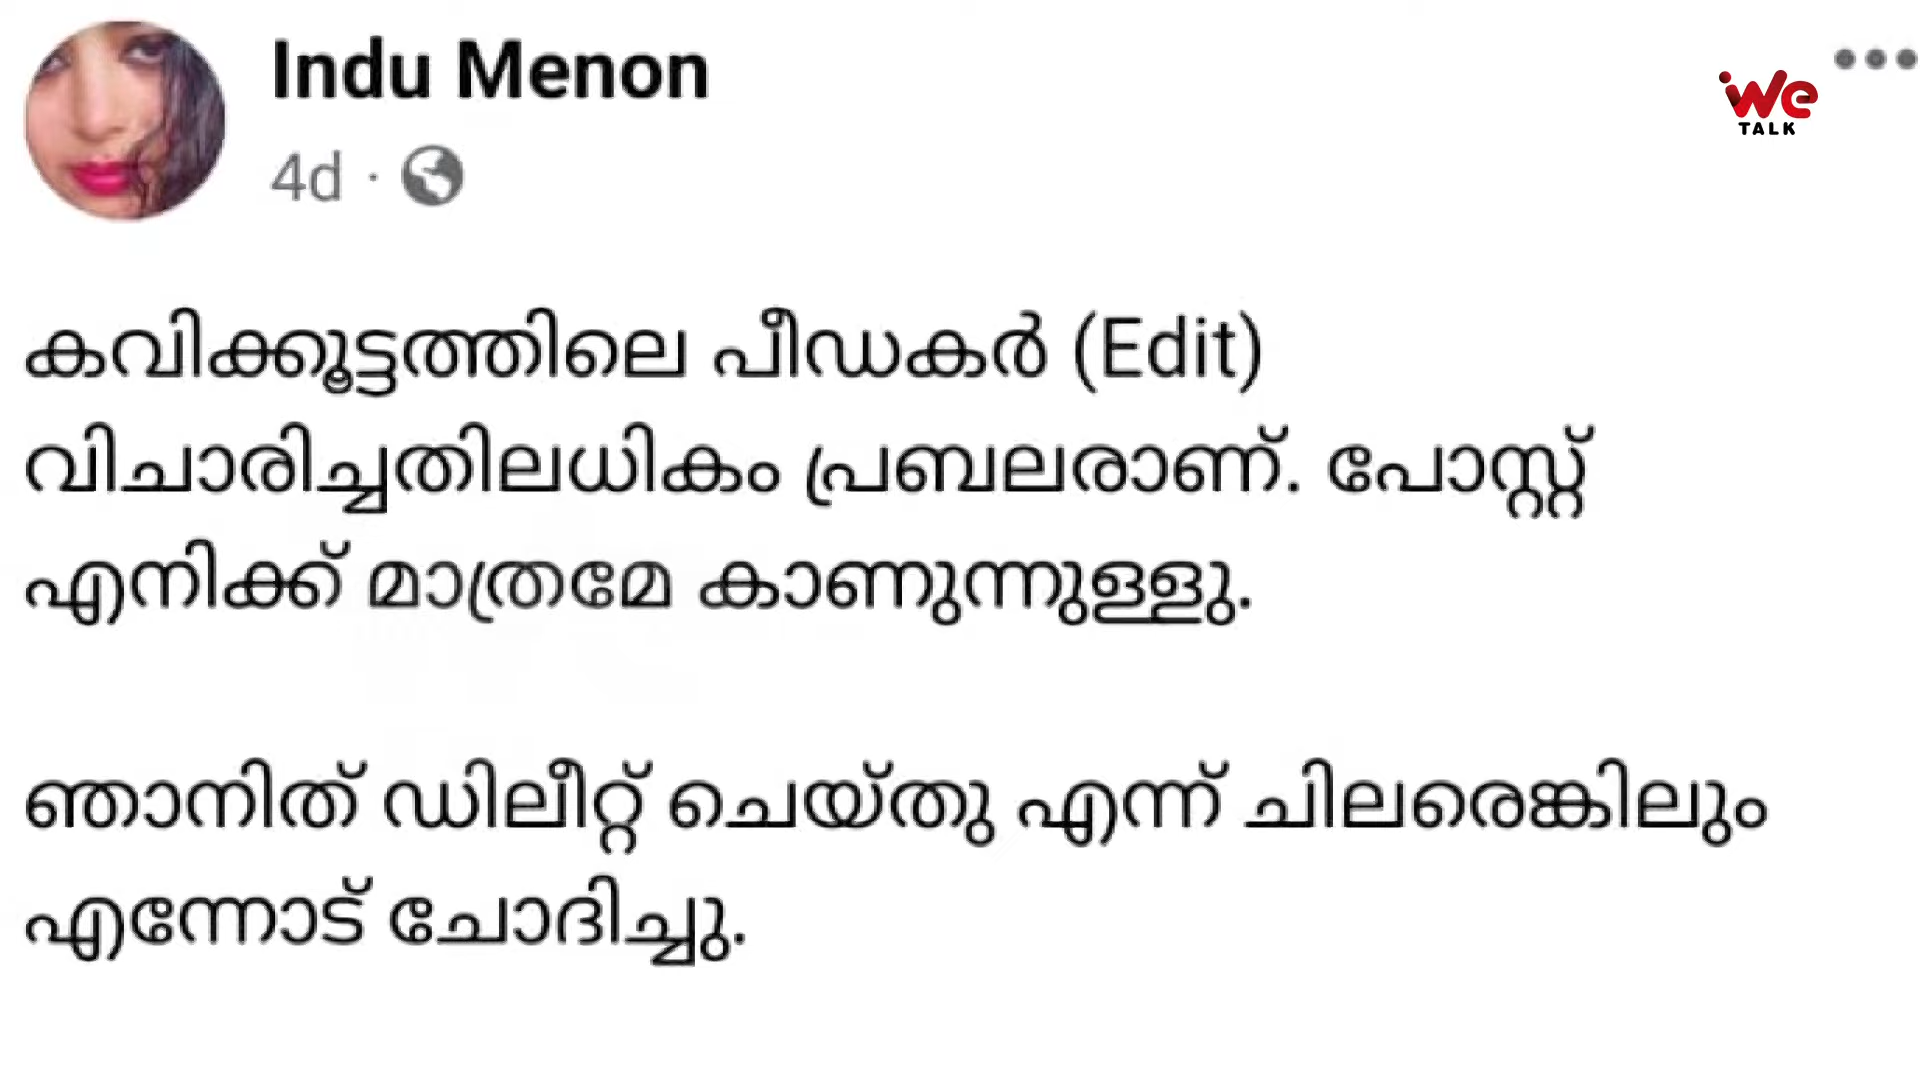 Indu Menon
WE TALK
4d ·
കവിക്കൂട്ടത്തിലെ പീഡകർ (Edit)
വിചാരിച്ചതിലധികം പ്രബലരാണ്. പോസ്റ്റ്
എനിക്ക് മാത്രമേ കാണുന്നുള്ളു.
ഞാനിത് ഡിലീറ്റ് ചെയ്തു എന്ന് ചിലരെങ്കിലും
എന്നോട് ചോദിച്ചു.